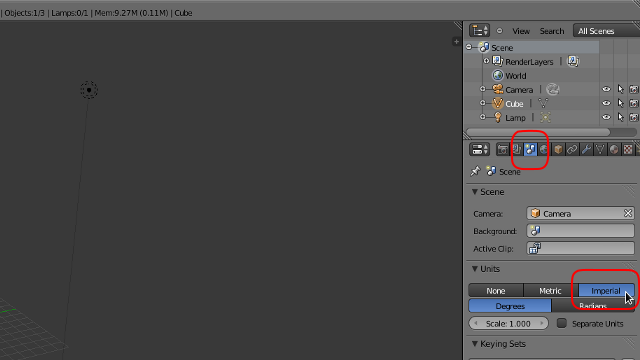 | Objects:1/3 | Lamps:0/1 | Mem:9.27M (0.11M) | Cube
View Search All Scenes
Scene
RenderLayers
World
Camera
Cube
Lamp
Scene
Scene
Camera: Camera
Background:
Active Clip:
Units
None Metric Imperial
Degrees Radians
Scale: 1.000 Separate Units
Keying Sets